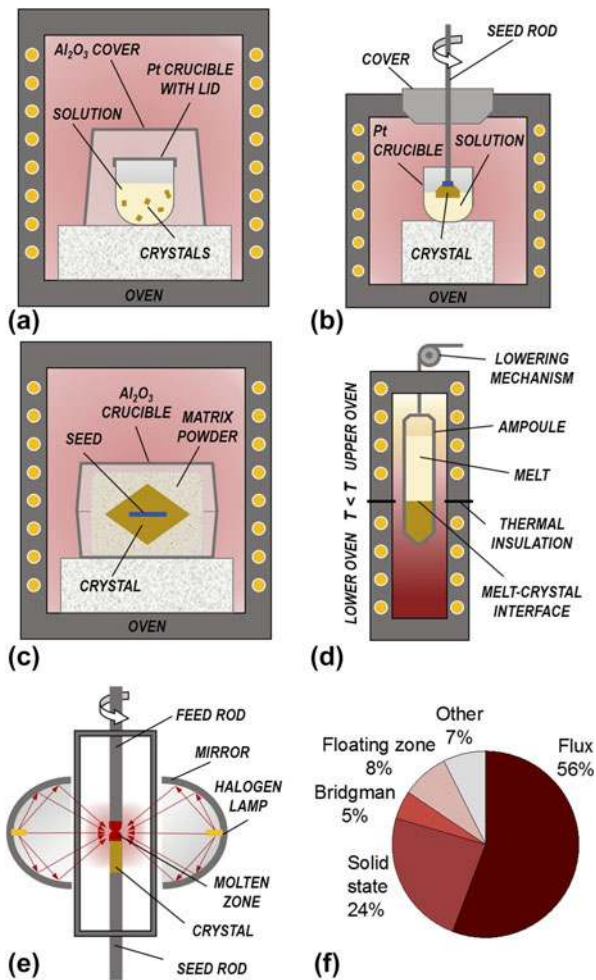 Al₂O₃ COVER
Pt CRUCIBLE
WITH LID
SOLUTION
CRYSTALS
OVEN
(a)
SEED ROD
COVER
Pt
CRUCIBLE
SOLUTION
CRYSTAL
OVEN
(b)
Al₂O₃
CRUCIBLE
MATRIX
POWDER
SEED
CRYSTAL
OVEN
(c)
LOWERING
MECHANISM
AMPOULE
MELT
THERMAL
INSULATION
MELT-CRYSTAL
INTERFACE
LOWER OVEN T < T UPPER OVEN
(d)
FEED ROD
MIRROR
HALOGEN
LAMP
MOLTEN
ZONE
CRYSTAL
SEED ROD
(e)
Other
7%
Floating zone
8%
Bridgman
5%
Solid
state
24%
Flux
56%
(f)